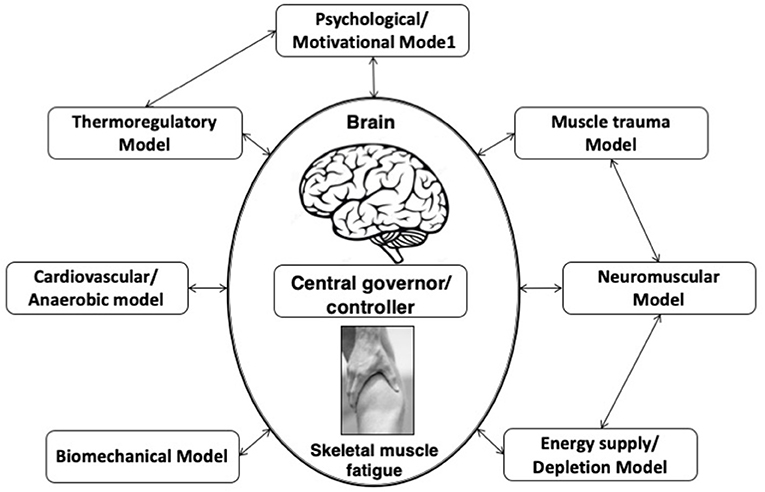 Psychological/
Motivational Mode1
Thermoregulatory
Model
Brain
Muscle trauma
Model
Cardiovascular/
Anaerobic model
Central governor/
controller
Neuromuscular
Model
Biomechanical Model
Skeletal muscle
fatigue
Energy supply/
Depletion Model